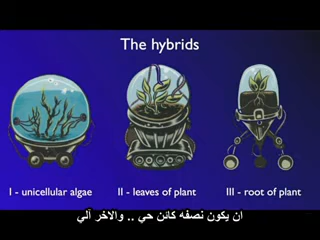 The hybrids
I - unicellular algae
II - leaves of plant
III - root of plant
ان يكون نصفه كائن حي .. والاخر آلي